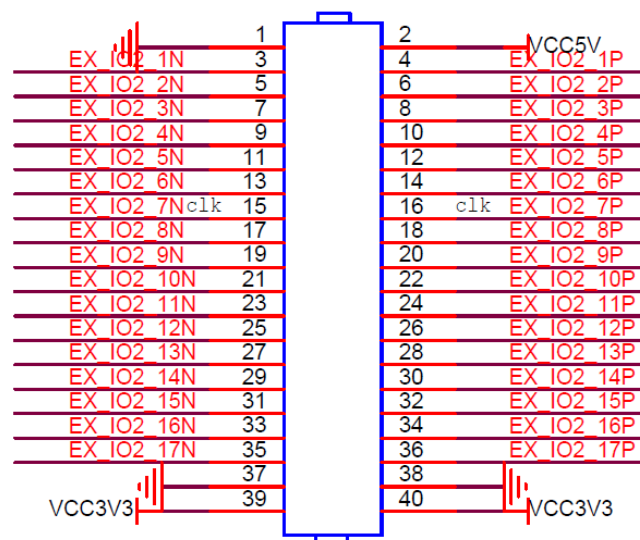 1 2 VCC5V
EX_IO2_1N 3 4 EX_IO2_1P
EX_IO2_2N 5 6 EX_IO2_2P
EX_IO2_3N 7 8 EX_IO2_3P
EX_IO2_4N 9 10 EX_IO2_4P
EX_IO2_5N 11 12 EX_IO2_5P
EX_IO2_6N 13 14 EX_IO2_6P
EX_IO2_7N clk 15 16 clk EX_IO2_7P
EX_IO2_8N 17 18 EX_IO2_8P
EX_IO2_9N 19 20 EX_IO2_9P
EX_IO2_10N 21 22 EX_IO2_10P
EX_IO2_11N 23 24 EX_IO2_11P
EX_IO2_12N 25 26 EX_IO2_12P
EX_IO2_13N 27 28 EX_IO2_13P
EX_IO2_14N 29 30 EX_IO2_14P
EX_IO2_15N 31 32 EX_IO2_15P
EX_IO2_16N 33 34 EX_IO2_16P
EX_IO2_17N 35 36 EX_IO2_17P
37 38
VCC3V3 39 40 VCC3V3